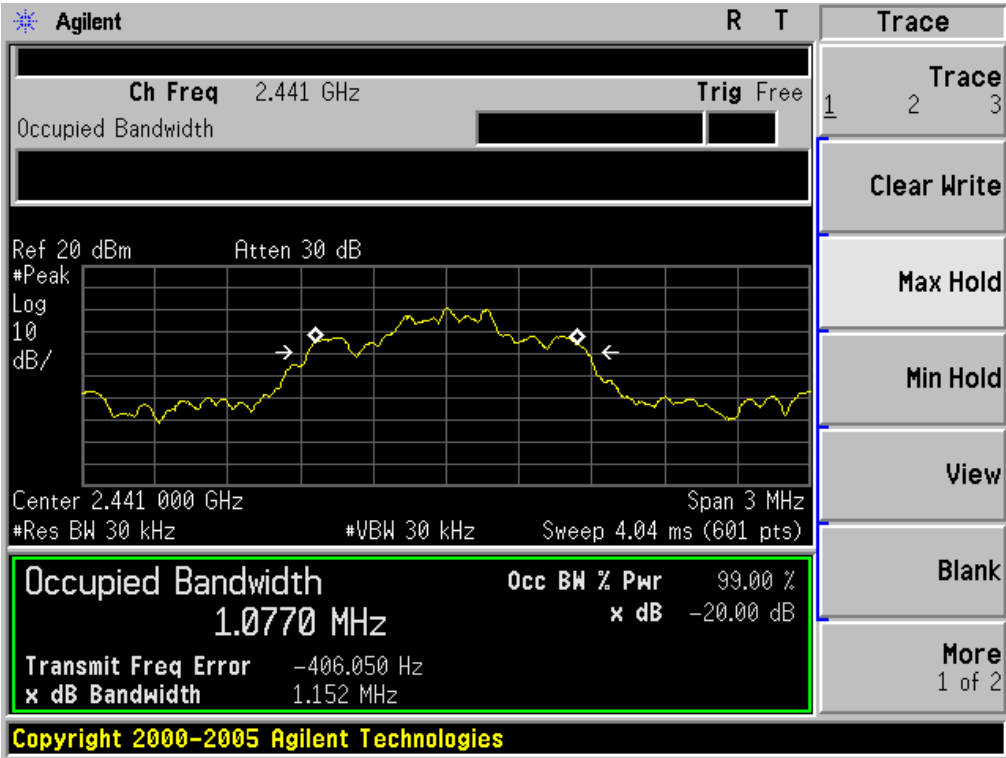 Agilent R T Trace
Ch Freq 2.441 GHz Trig Free
Occupied Bandwidth
Trace
1 2 3
Clear Write
Max Hold
Min Hold
View
Blank
More
1 of 2
Ref 20 dBm Atten 30 dB
#Peak
Log
10
dB/
Center 2.441 000 GHz Span 3 MHz
#Res BW 30 kHz #VBW 30 kHz Sweep 4.04 ms (601 pts)
Occupied Bandwidth Occ BW % Pwr 99.00 %
1.0770 MHz x dB -20.00 dB
Transmit Freq Error -406.050 Hz
x dB Bandwidth 1.152 MHz
Copyright 2000-2005 Agilent Technologies